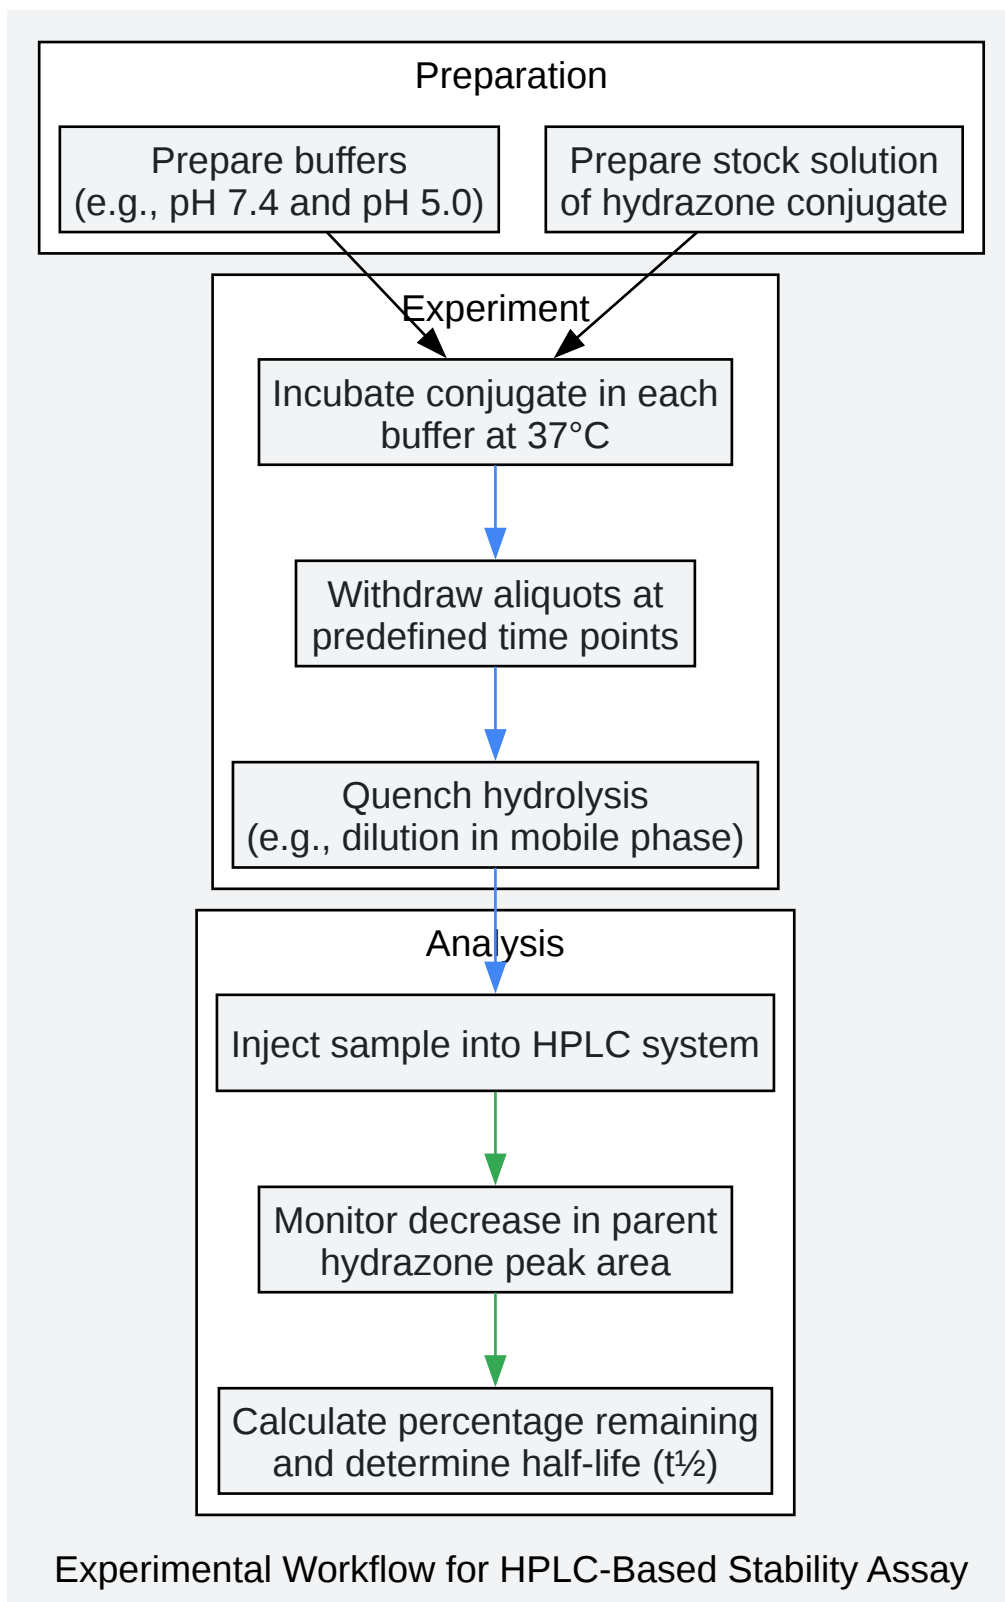 Preparation
Prepare buffers
(e.g., pH 7.4 and pH 5.0)
Prepare stock solution
of hydrazone conjugate
Experiment
Incubate conjugate in each
buffer at 37°C
Withdraw aliquots at
predefined time points
Quench hydrolysis
(e.g., dilution in mobile phase)
Analysis
Inject sample into HPLC system
Monitor decrease in parent
hydrazone peak area
Calculate percentage remaining
and determine half-life (t½)
Experimental Workflow for HPLC-Based Stability Assay